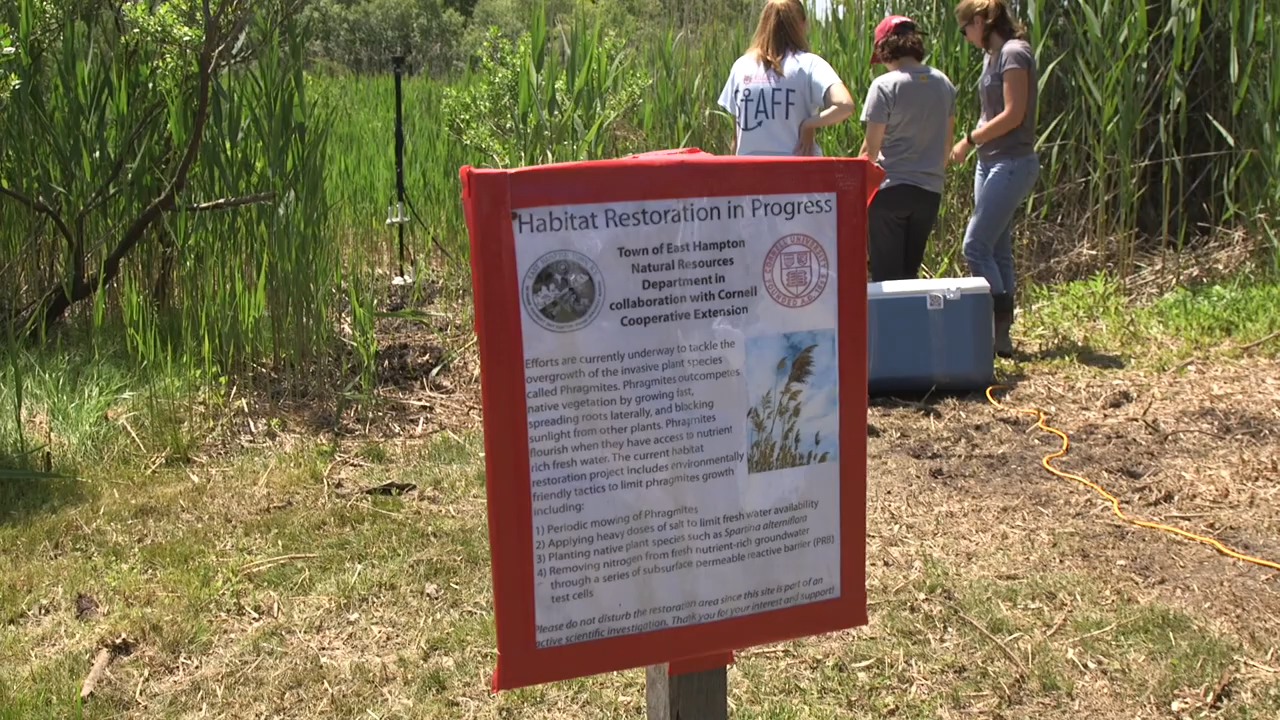 STAFF
Habitat Restoration in Progress
Town of East Hampton
Natural Resources
Department in
collaboration with Cornell
Cooperative Extension
CORNELL UNIVERSITY
FOUNDED A.D. 1865
Efforts are currently underway to tackle the
overgrowth of the invasive plant species
called Phragmites. Phragmites outcompetes
native vegetation by growing fast,
spreading roots laterally, and blocking
sunlight from other plants. Phragmites
flourish when they have access to nutrient
rich fresh water. The current habitat
restoration project includes environmentally
friendly tactics to limit phragmites growth
including:
1) Periodic mowing of Phragmites
2) Applying heavy doses of salt to limit fresh water availability
3) Planting native plant species such as Spartina alterniflora
4) Removing nitrogen from fresh nutrient-rich groundwater
through a series of subsurface permeable reactive barrier (PRB)
test cells
Please do not disturb the restoration area since this site is part of an
active scientific investigation. Thank you for your interest and support!